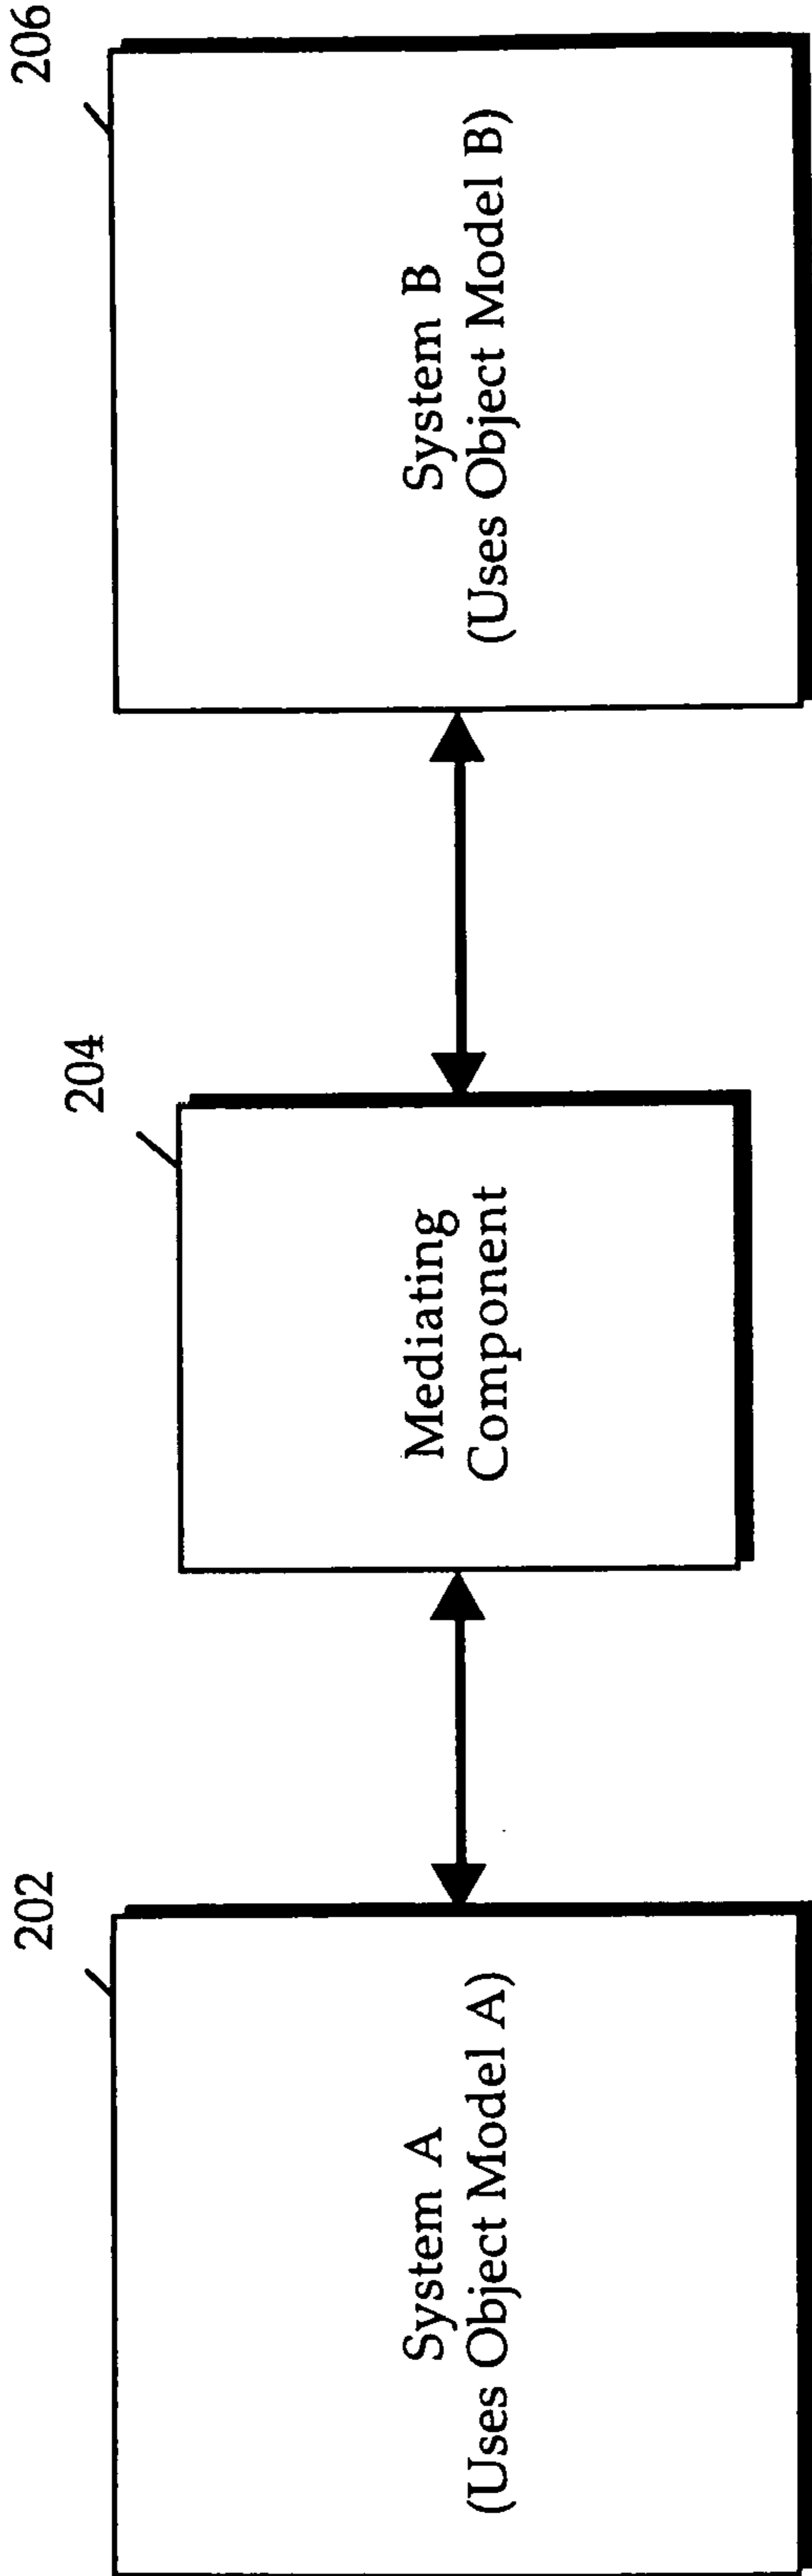 202
System A
(Uses Object Model A)
204
Mediating
Component
206
System B
(Uses Object Model B)